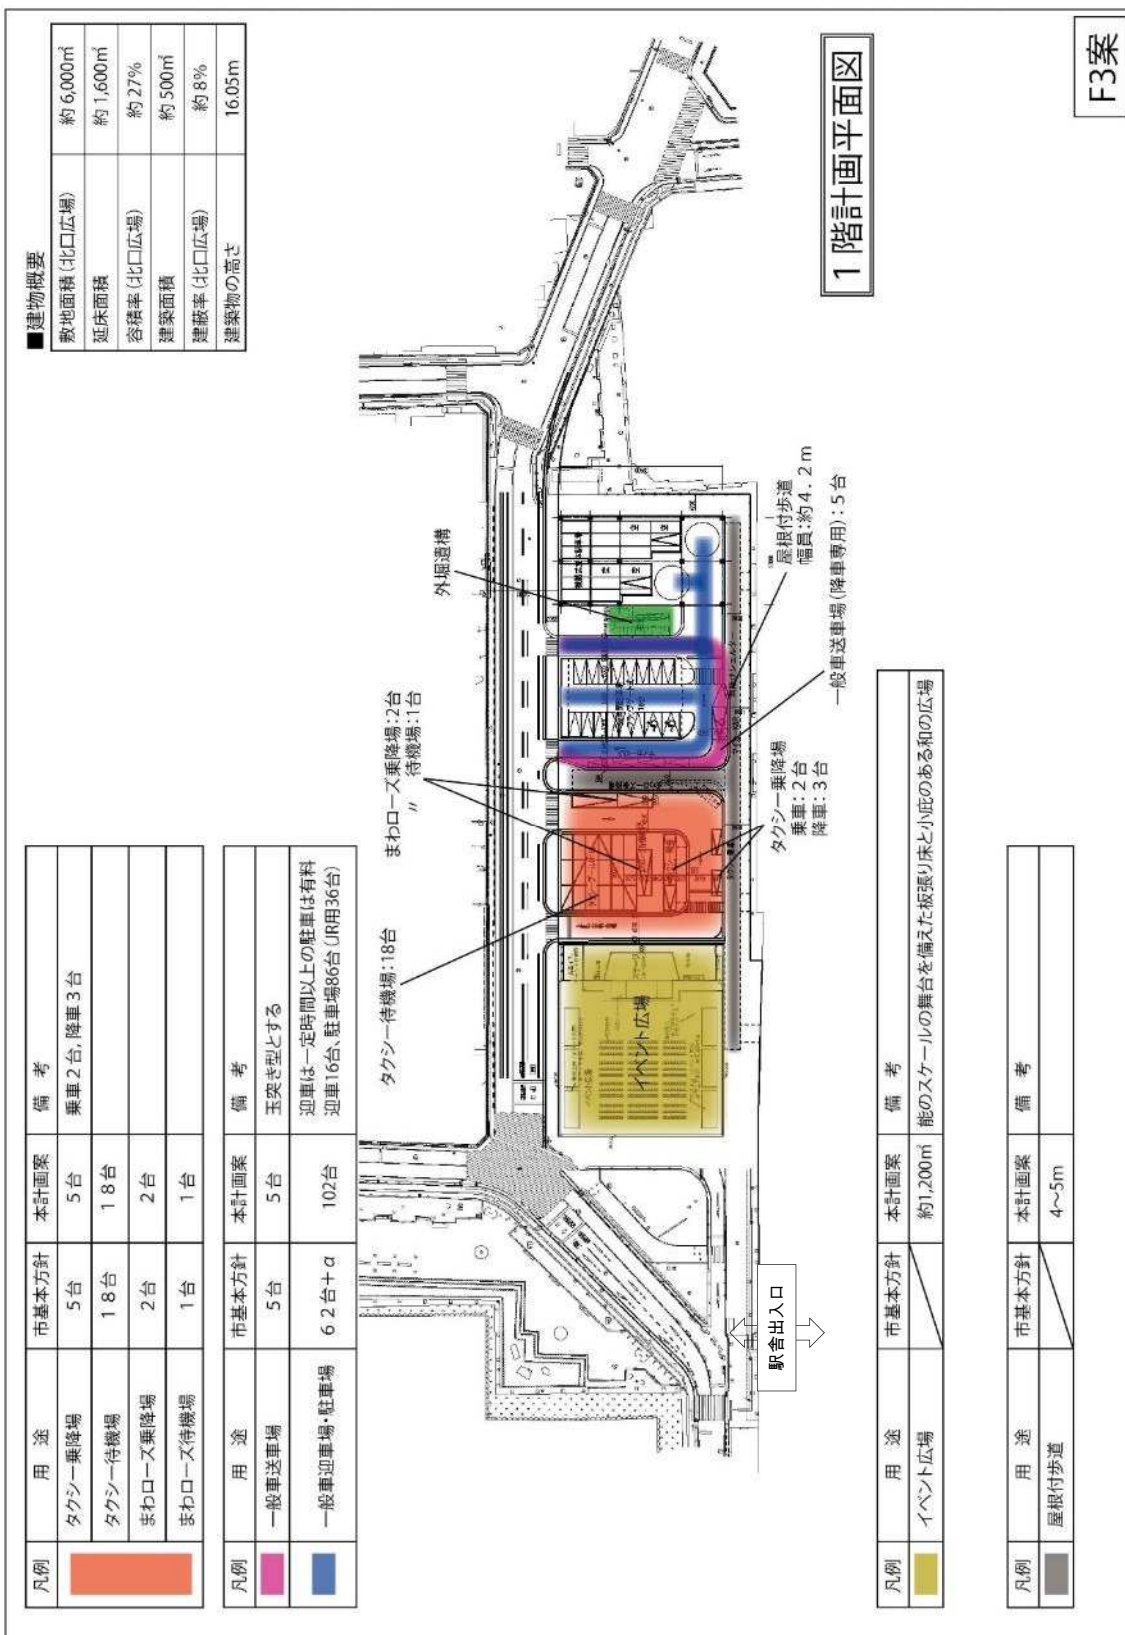 F3案
1階計画平面図
■建物概要
敷地面積(北口広場) 約6,000㎡
延床面積 約1,600㎡
容積率(北口広場) 約27%
建築面積 約500㎡
建蔽率(北口広場) 約8%
建築物の高さ 16.05m
凡例 用途 市基本方針 本計画案 備考
タクシー乗降場 5台 5台 乗車2台,降車3台
タクシー待機場 18台 18台
まわローズ乗降場 2台 2台
まわローズ待機場 1台 1台
凡例 用途 市基本方針 本計画案 備考
一般車送車場 5台 5台 玉突き型とする
一般車迎車場・駐車場 62台+α 102台 迎車は一定時間以上の駐車は有料
迎車16台、駐車場86台(JR用36台)
タクシー待機場:18台
まわローズ乗降場:2台
〃 待機場:1台
外堀遺構
イベント広場
タクシー乗降場
乗車:2台
降車:3台
屋根付歩道
幅員:約4.2m
一般車送車場(降車専用):5台
駅舎出入口
凡例 用途 市基本方針 本計画案 備考
イベント広場 約1,200㎡ 能のスケールの舞台を備えた板張り床と小庇のある和の広場
凡例 用途 市基本方針 本計画案 備考
屋根付歩道 4~5m